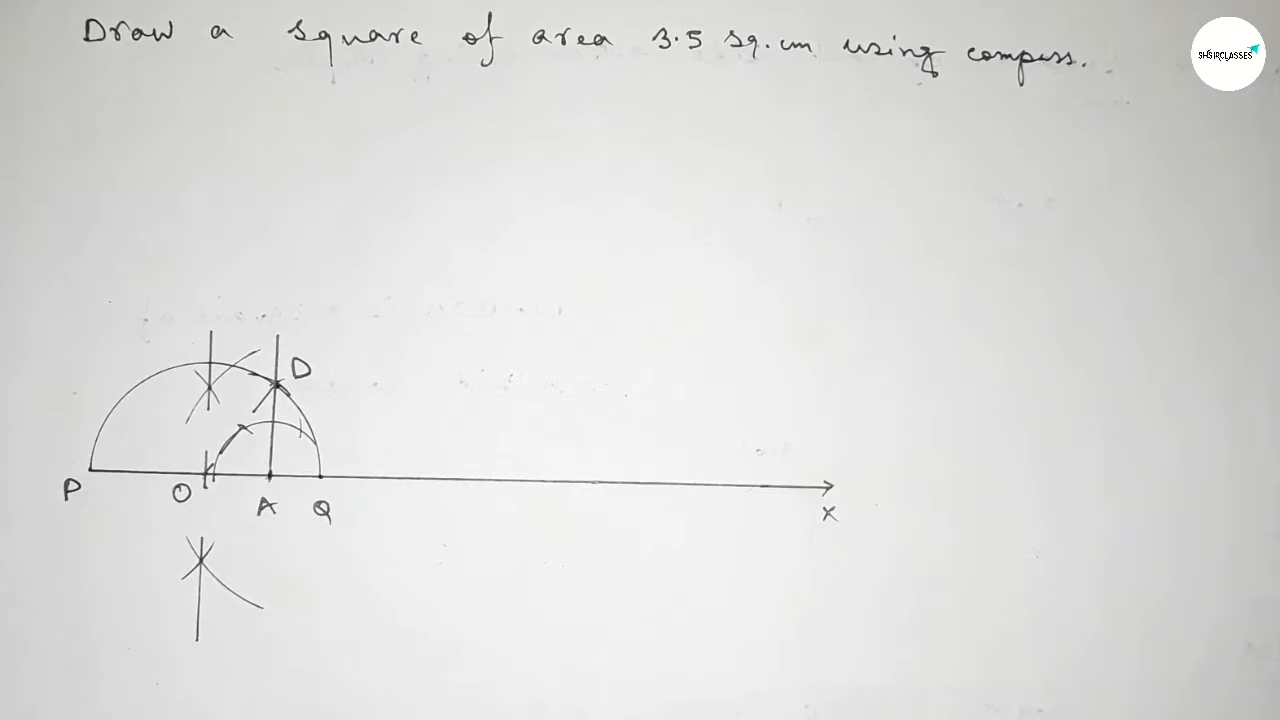 Draw a square of area 3.5 sq.cm using compass.
SHSIRCLASSES
D
P O A Q X